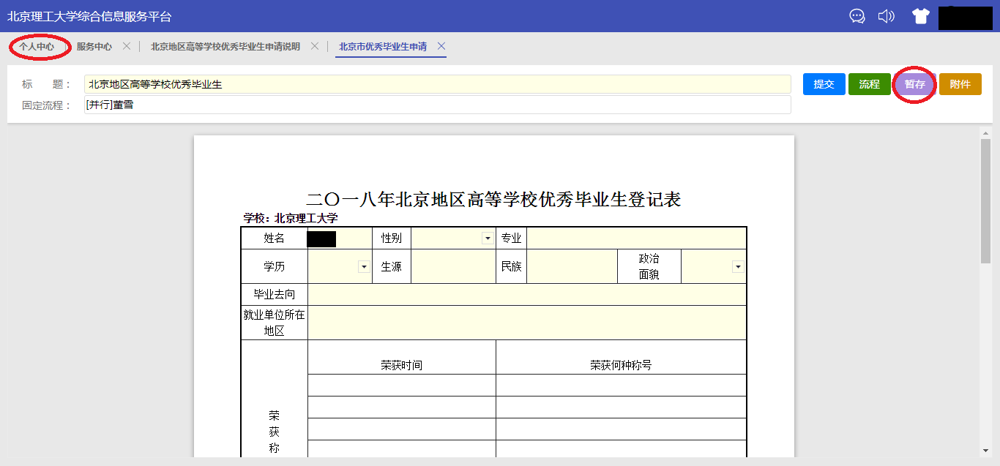 北京理工大学综合信息服务平台
个人中心 服务中心 北京地区高等学校优秀毕业生申请说明 北京市优秀毕业生申请
标 题： 北京地区高等学校优秀毕业生 提交 流程 暂存 附件
固定流程： [并行]董雪
二〇一八年北京地区高等学校优秀毕业生登记表
学校：北京理工大学
姓名 性别 专业
学历 生源 民族 政治
面貌
毕业去向
就业单位所在
地区
荣获时间 荣获何种称号
荣
获
称